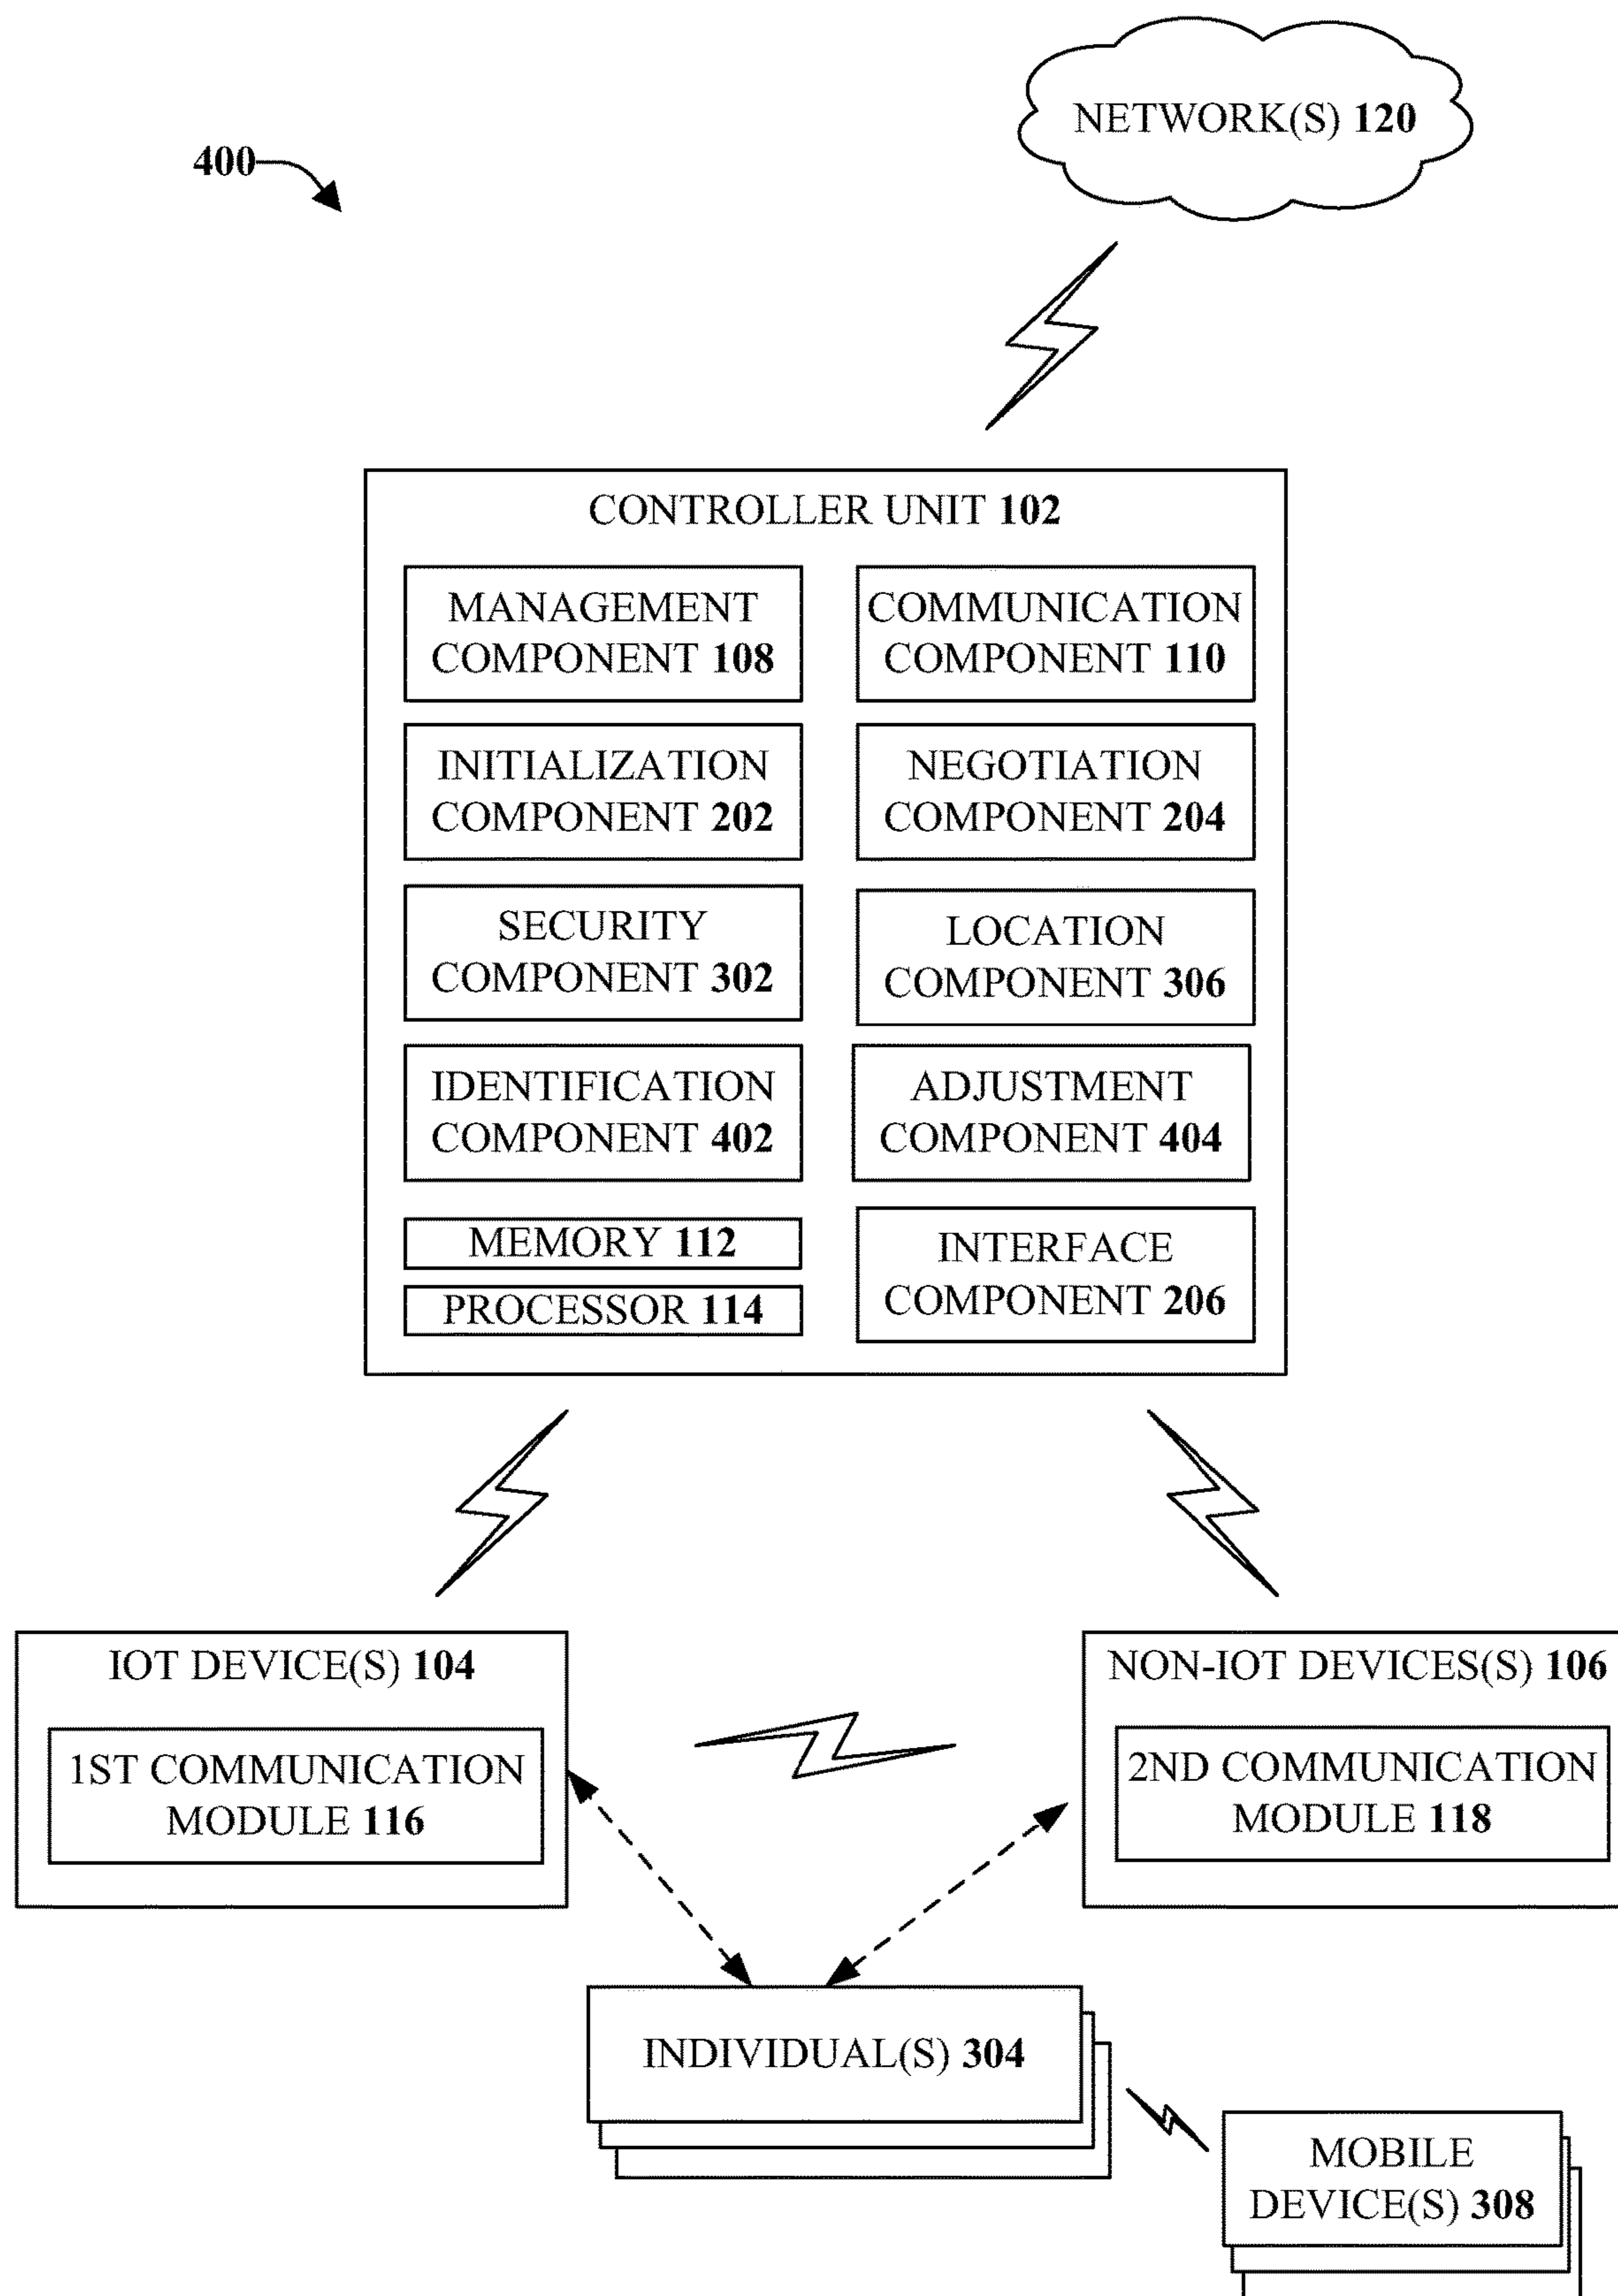 NETWORK(S) 120
400
CONTROLLER UNIT 102
MANAGEMENT
COMPONENT 108
COMMUNICATION
COMPONENT 110
INITIALIZATION
COMPONENT 202
NEGOTIATION
COMPONENT 204
SECURITY
COMPONENT 302
LOCATION
COMPONENT 306
IDENTIFICATION
COMPONENT 402
ADJUSTMENT
COMPONENT 404
MEMORY 112
PROCESSOR 114
INTERFACE
COMPONENT 206
IOT DEVICE(S) 104
1ST COMMUNICATION
MODULE 116
NON-IOT DEVICES(S) 106
2ND COMMUNICATION
MODULE 118
INDIVIDUAL(S) 304
MOBILE
DEVICE(S) 308